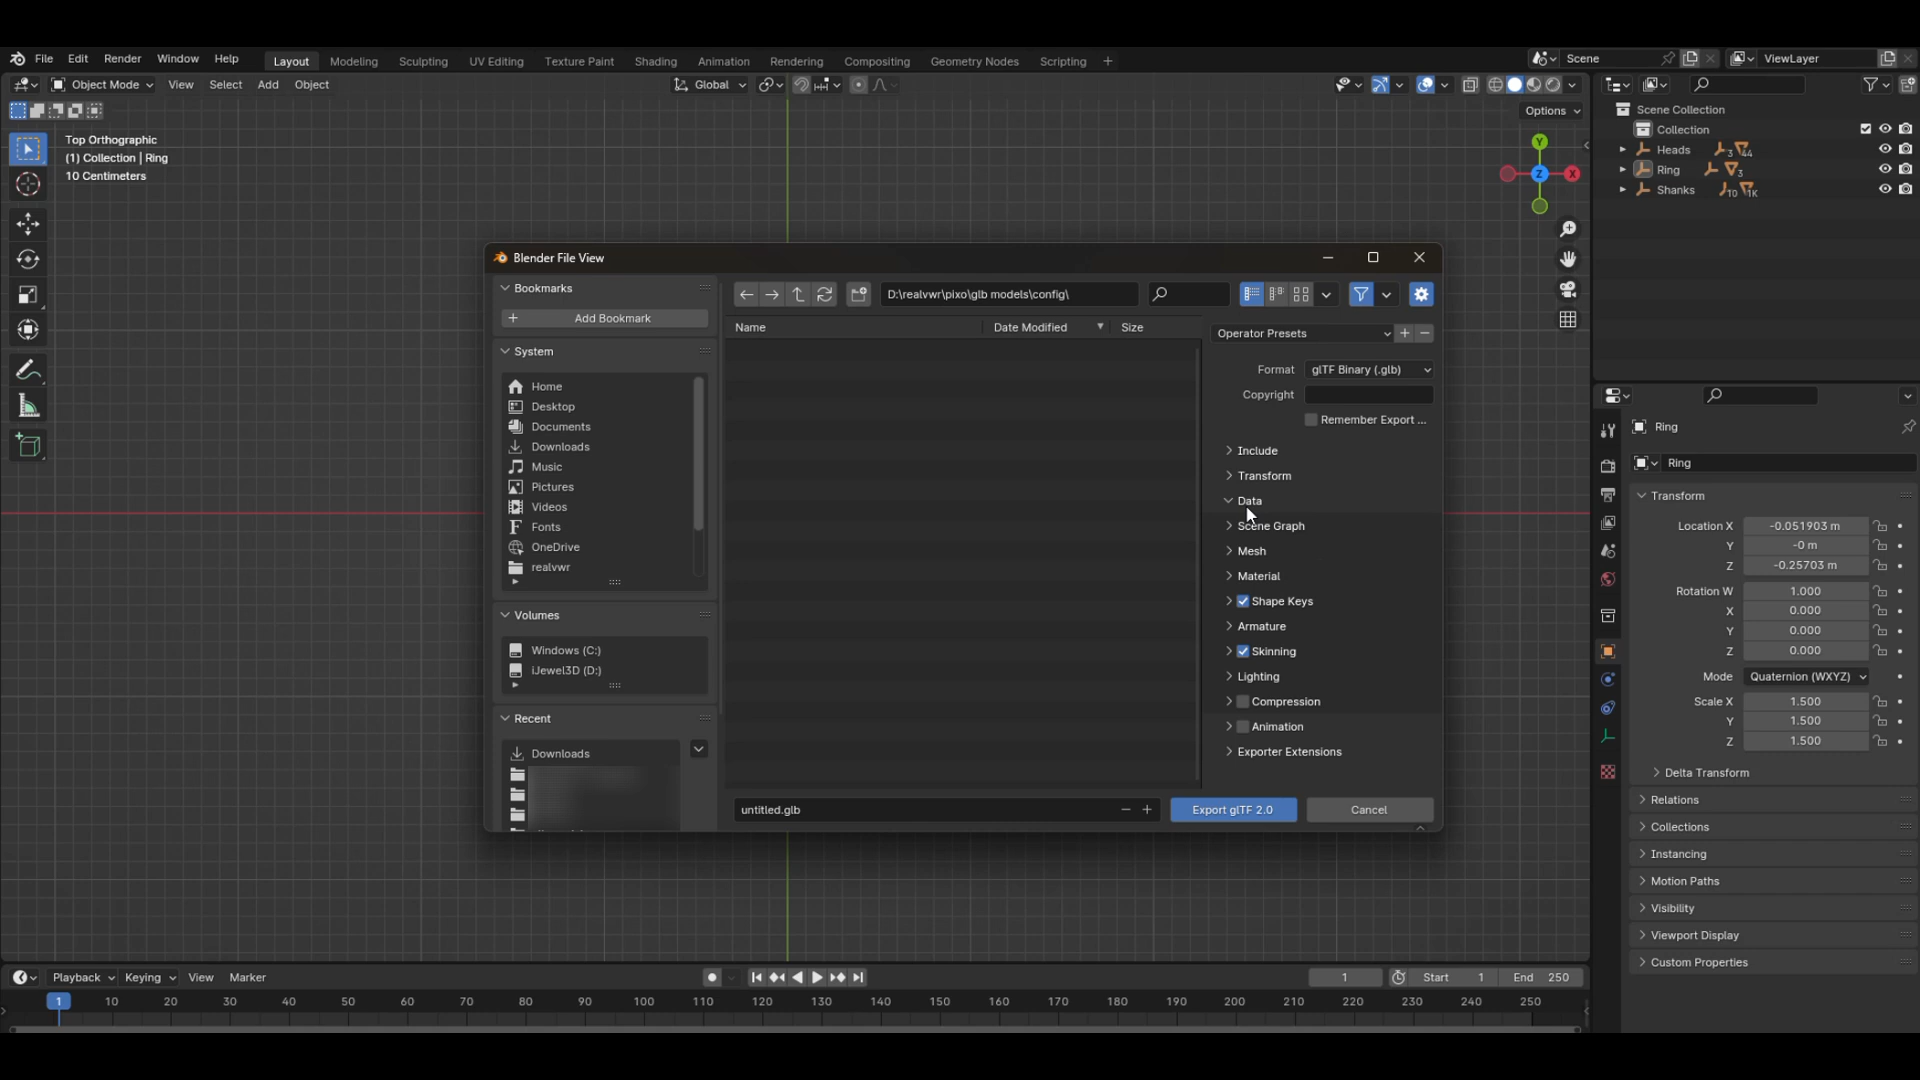 File Edit Render Window Help Layout Modeling Sculpting UV Editing Texture Paint Shading Animation Rendering Compositing Geometry Nodes Scripting + Scene ViewLayer
Object Mode View Select Add Object Global
Options
Top Orthographic
(1) Collection | Ring
10 Centimeters
Y
Z X
Scene Collection
Collection
Heads 3 44
Ring 3
Shanks 10 1K
Blender File View
Bookmarks
Add Bookmark
System
Home
Desktop
Documents
Downloads
Music
Pictures
Videos
Fonts
OneDrive
realvwr
Volumes
Windows (C:)
iJewel3D (D:)
Recent
Downloads
D:\realvwr\pixo\glb models\config\
Name Date Modified Size
untitled.glb
Operator Presets
Format glTF Binary (.glb)
Copyright
Remember Export ...
Include
Transform
Data
Scene Graph
Mesh
Material
Shape Keys
Armature
Skinning
Lighting
Compression
Animation
Exporter Extensions
Export glTF 2.0 Cancel
Ring
Ring
Transform
Location X -0.051903 m
Y -0 m
Z -0.25703 m
Rotation W 1.000
X 0.000
Y 0.000
Z 0.000
Mode Quaternion (WXYZ)
Scale X 1.500
Y 1.500
Z 1.500
Delta Transform
Relations
Collections
Instancing
Motion Paths
Visibility
Viewport Display
Custom Properties
Playback Keying View Marker 1 Start 1 End 250
1 10 20 30 40 50 60 70 80 90 100 110 120 130 140 150 160 170 180 190 200 210 220 230 240 250